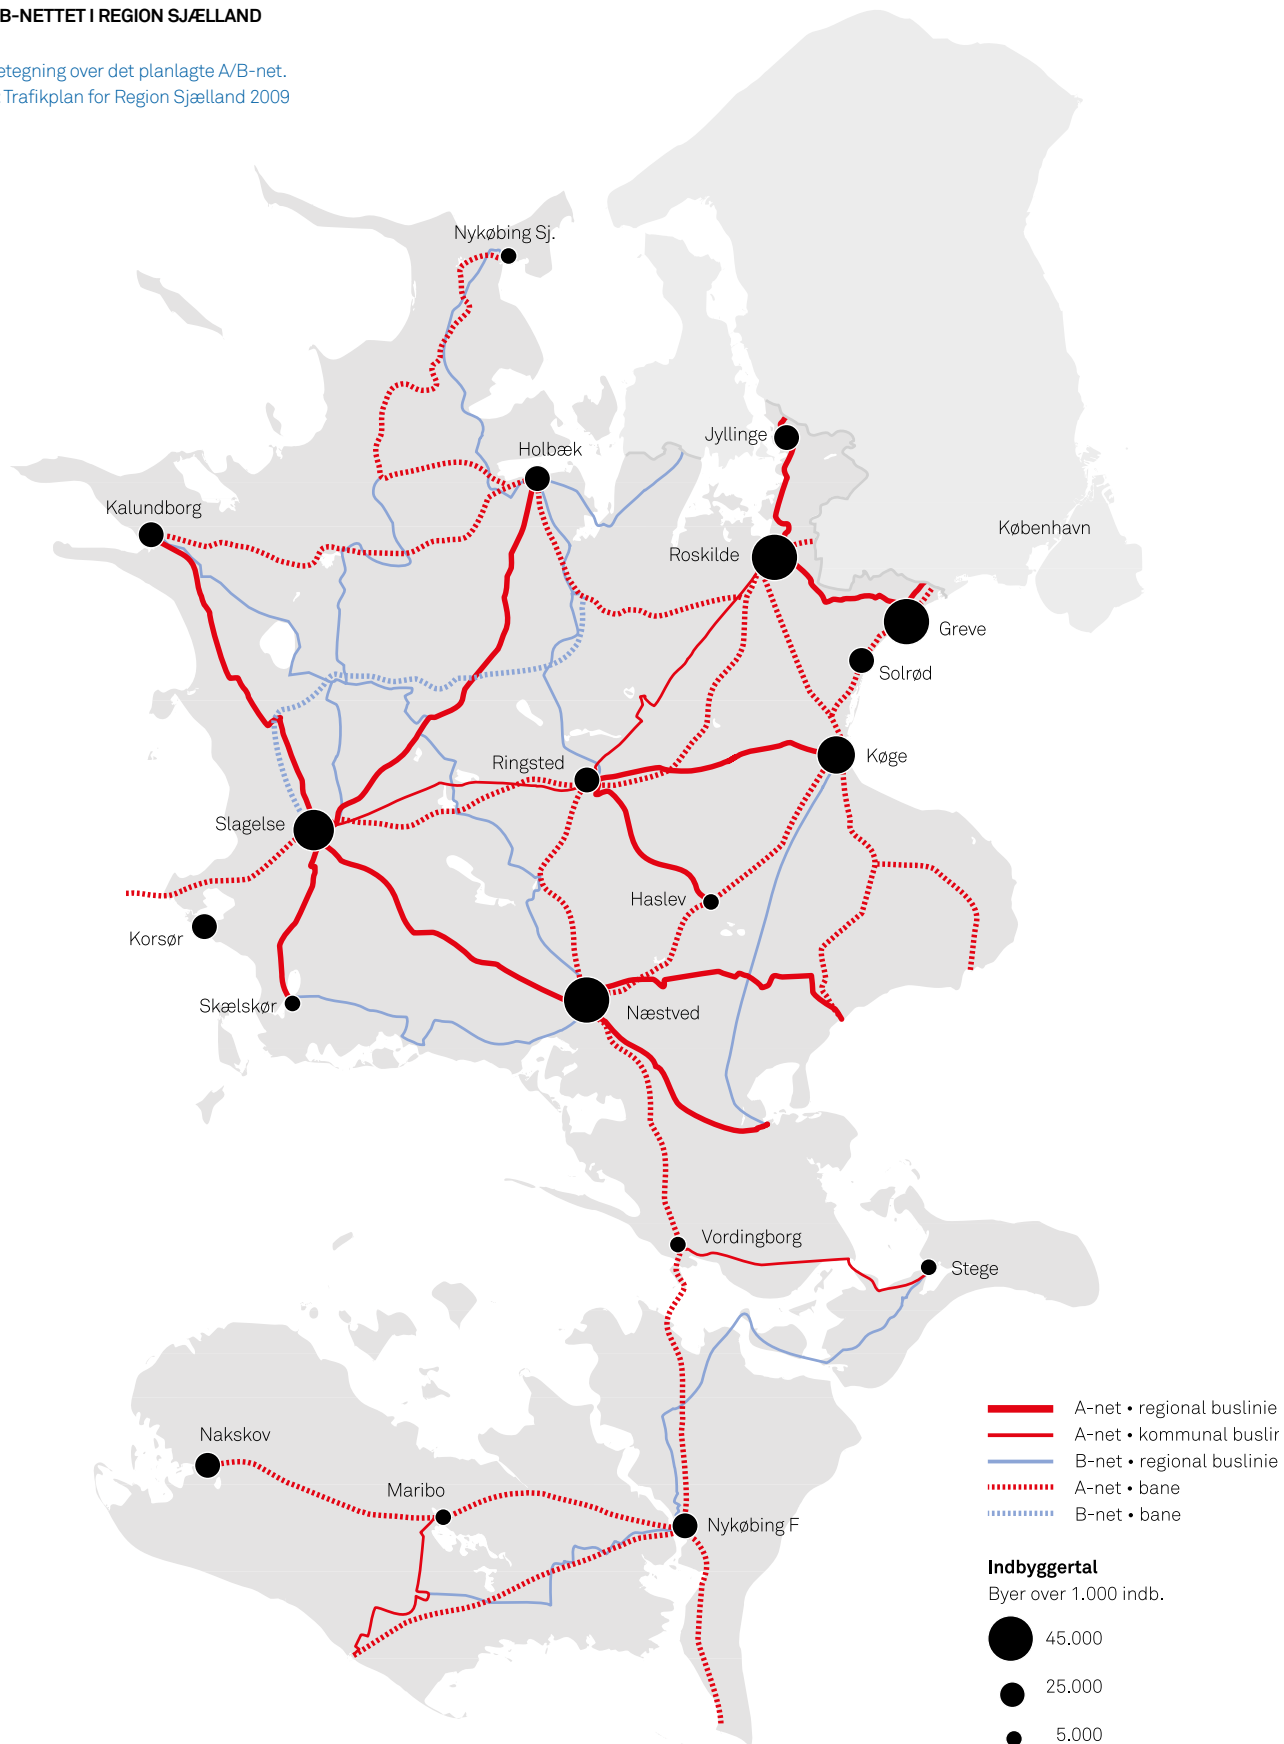 B-NETTET I REGION SJÆLLAND
etegning over det planlagte A/B-net.
Trafikplan for Region Sjælland 2009
Nykøbing Sj.
Jyllinge
Holbæk
Kalundborg
København
Roskilde
Greve
Solrød
Køge
Ringsted
Slagelse
Haslev
Korsør
Skælskør
Næstved
Vordingborg
Stege
Nakskov
Maribo
Nykøbing F
A-net • regional buslinie
A-net • kommunal buslin
B-net • regional buslinie
A-net • bane
B-net • bane
Indbyggertal
Byer over 1.000 indb.
45.000
25.000
5.000